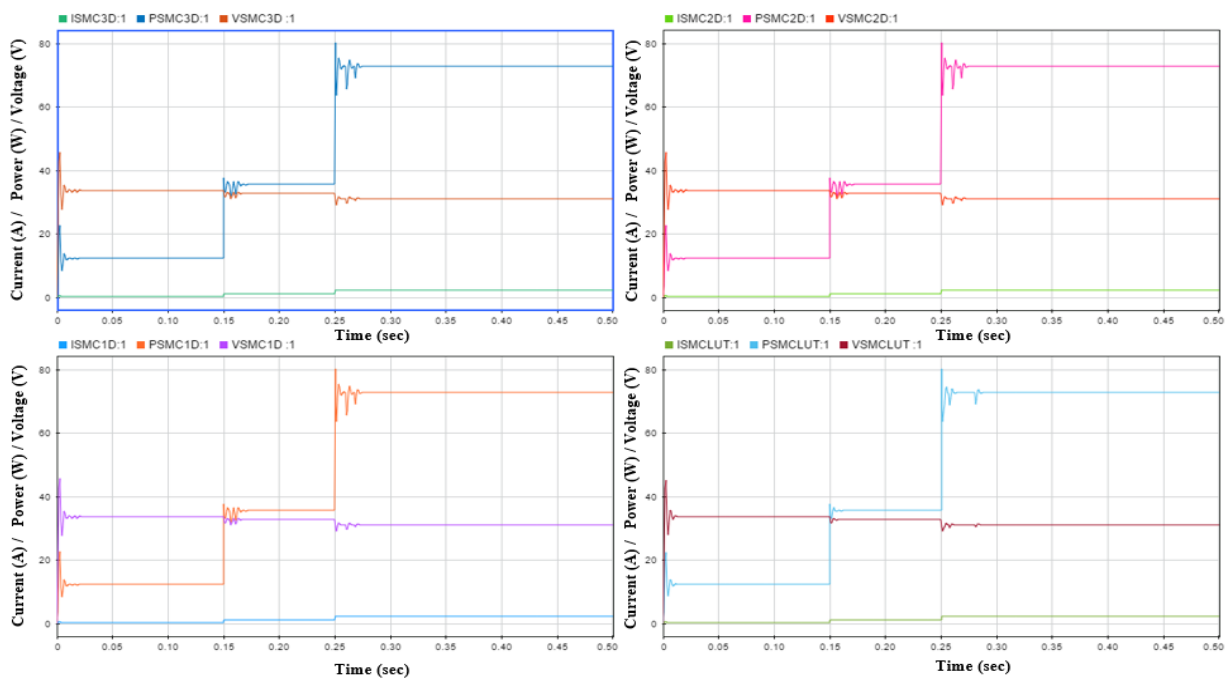 ISMC3D:1 PSMC3D:1 VSMC3D :1
Current (A) / Power (W) / Voltage (V)
80
60
40
20
0
0 0.05 0.10 0.15 0.20 0.25 0.30 0.35 0.40 0.45 0.50
Time (sec)
ISMC2D:1 PSMC2D:1 VSMC2D:1
Current (A) / Power (W) / Voltage (V)
80
60
40
20
0
0 0.05 0.10 0.15 0.20 0.25 0.30 0.35 0.40 0.45 0.50
Time (sec)
ISMC1D:1 PSMC1D:1 VSMC1D :1
Current (A) / Power (W) / Voltage (V)
80
60
40
20
0
0 0.05 0.10 0.15 0.20 0.25 0.30 0.35 0.40 0.45 0.50
Time (sec)
ISMCLUT:1 PSMCLUT:1 VSMCLUT :1
Current (A) / Power (W) / Voltage (V)
80
60
40
20
0
0 0.05 0.10 0.15 0.20 0.25 0.30 0.35 0.40 0.45 0.50
Time (sec)